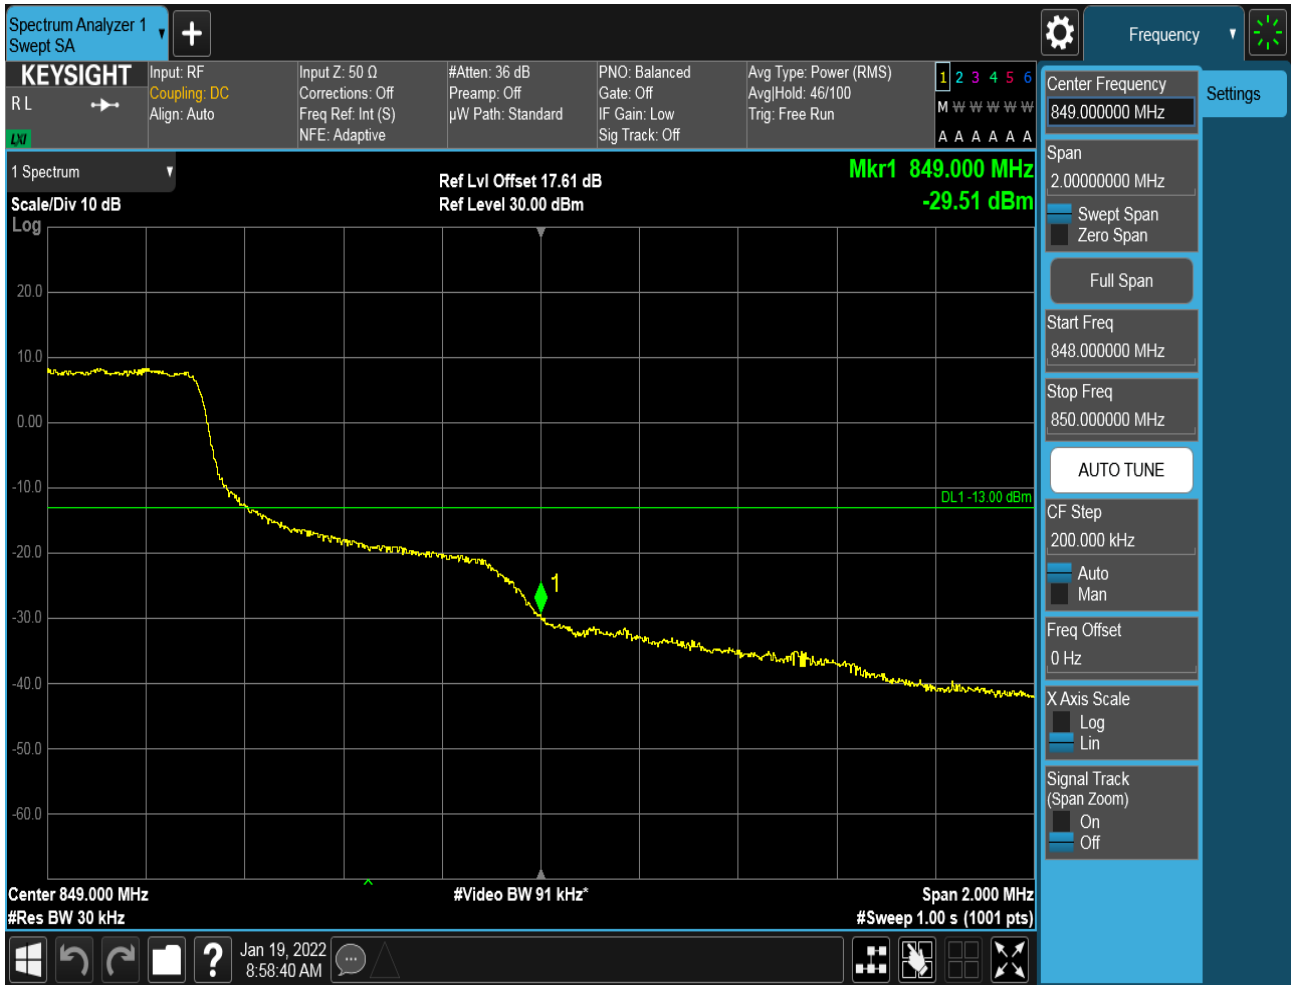 Spectrum Analyzer 1
Swept SA
Frequency
KEYSIGHT
R L
LXI
Input: RF
Coupling: DC
Align: Auto
Input Z: 50 Ω
Corrections: Off
Freq Ref: Int (S)
NFE: Adaptive
#Atten: 36 dB
Preamp: Off
µW Path: Standard
PNO: Balanced
Gate: Off
IF Gain: Low
Sig Track: Off
Avg Type: Power (RMS)
Avg|Hold: 46/100
Trig: Free Run
1 2 3 4 5 6
M W W W W W
A A A A A A
1 Spectrum
Scale/Div 10 dB
Log
Ref Lvl Offset 17.61 dB
Ref Level 30.00 dBm
Mkr1 849.000 MHz
-29.51 dBm
20.0
10.0
0.00
-10.0
-20.0
-30.0
-40.0
-50.0
-60.0
DL1 -13.00 dBm
1
Center 849.000 MHz
#Res BW 30 kHz
#Video BW 91 kHz*
Span 2.000 MHz
#Sweep 1.00 s (1001 pts)
Center Frequency
849.000000 MHz
Settings
Span
2.00000000 MHz
Swept Span
Zero Span
Full Span
Start Freq
848.000000 MHz
Stop Freq
850.000000 MHz
AUTO TUNE
CF Step
200.000 kHz
Auto
Man
Freq Offset
0 Hz
X Axis Scale
Log
Lin
Signal Track
(Span Zoom)
On
Off
?
Jan 19, 2022
8:58:40 AM